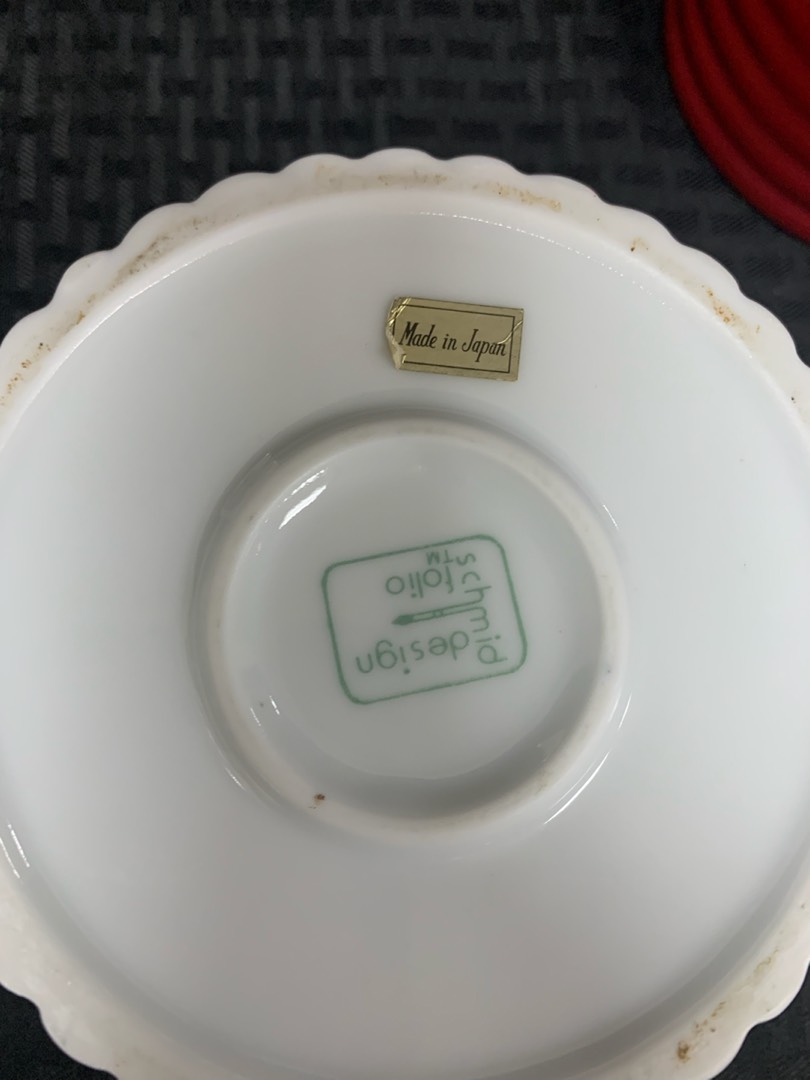 Made in Japan
schmid
design
folio
TM